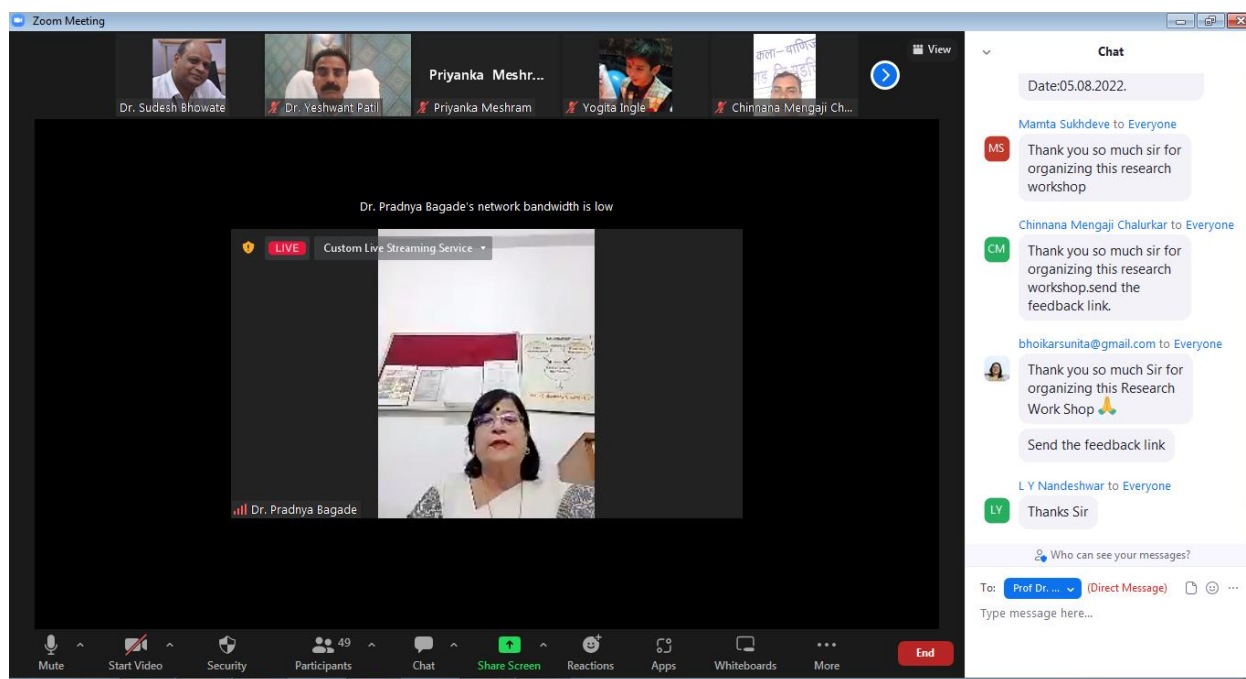 Zoom Meeting
Dr. Sudesh Bhowate
Dr. Yeshwant Patil
Priyanka Meshr...
Priyanka Meshram
Yogita Ingle
कला-वाणिज
Chinnana Mengaji Ch...
View
Dr. Pradnya Bagade's network bandwidth is low
LIVE
Custom Live Streaming Service
Dr. Pradnya Bagade
Chat
Date:05.08.2022.
Mamta Sukhdeve to Everyone
MS
Thank you so much sir for
organizing this research
workshop
Chinnana Mengaji Chalurkar to Everyone
CM
Thank you so much sir for
organizing this research
workshop.send the
feedback link.
bhoikarsunita@gmail.com to Everyone
Thank you so much Sir for
organizing this Research
Work Shop 🙏
Send the feedback link
L Y Nandeshwar to Everyone
LY
Thanks Sir
Who can see your messages?
To: Prof Dr. ... (Direct Message)
Type message here...
Mute
Start Video
Security
49
Participants
Chat
Share Screen
Reactions
Apps
Whiteboards
More
End